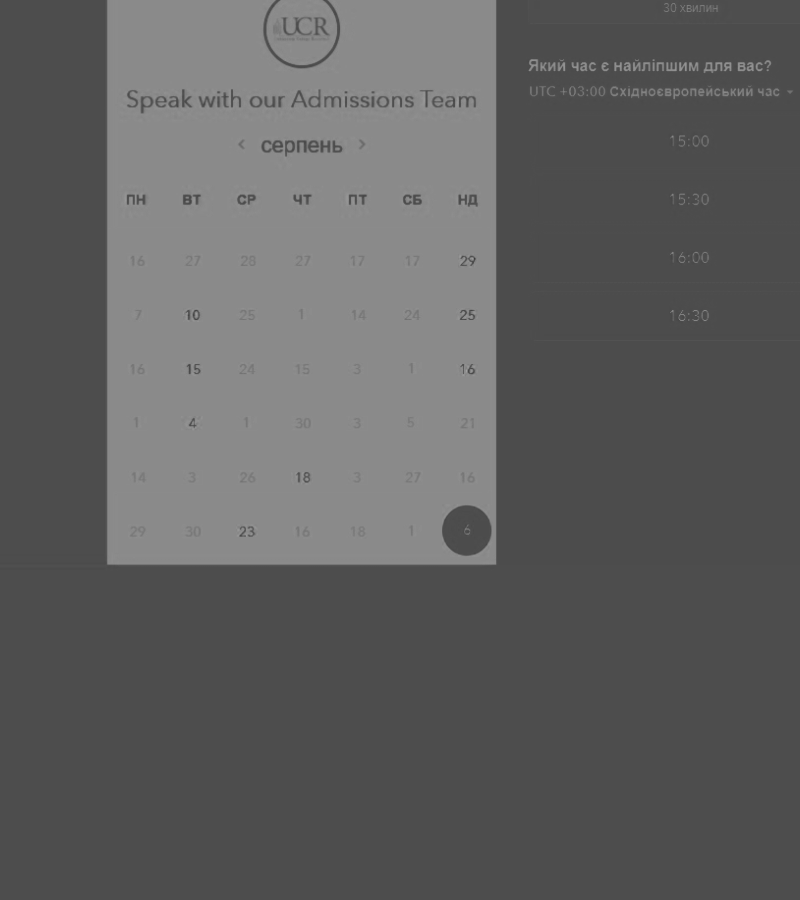 UCR
Speak with our Admissions Team
< серпень >
ПН ВТ СР ЧТ ПТ СБ НД
16 27 28 27 17 17 29
7 10 25 1 14 24 25
16 15 24 15 3 1 16
1 4 1 30 3 5 21
14 3 26 18 3 27 16
29 30 23 16 18 1 6
30 хвилин
Який час є найліпшим для вас?
UTC +03:00 Східноєвропейський час
15:00
15:30
16:00
16:30